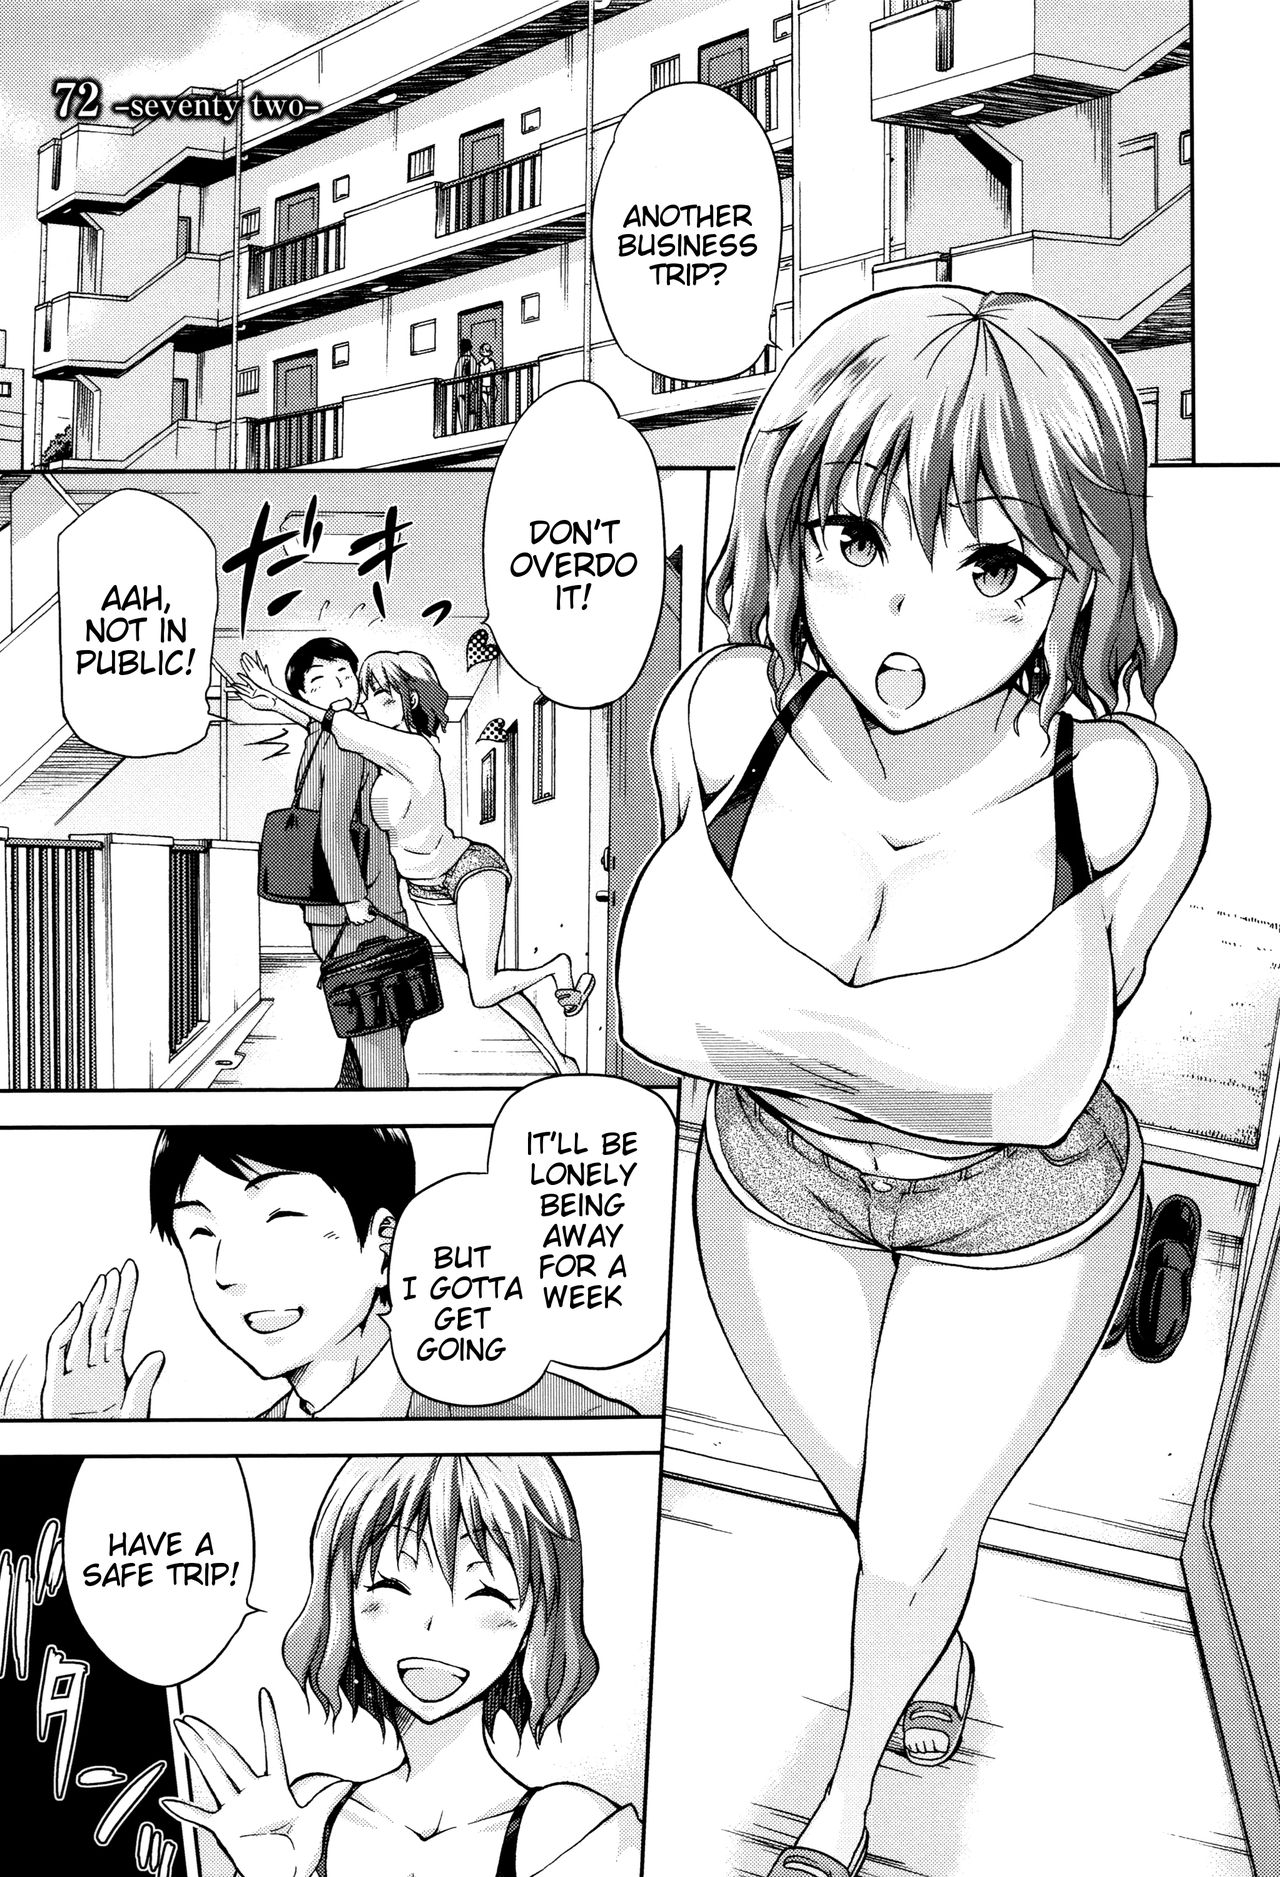 72 -seventy two-
ANOTHER
BUSINESS
TRIP?
DON'T
OVERDO
IT!
だきっ
AAH,
NOT IN
PUBLIC!
IT'LL BE
LONELY
BEING
AWAY
FOR A
WEEK
BUT
I GOTTA
GET
GOING
HAVE A
SAFE TRIP!
バタン